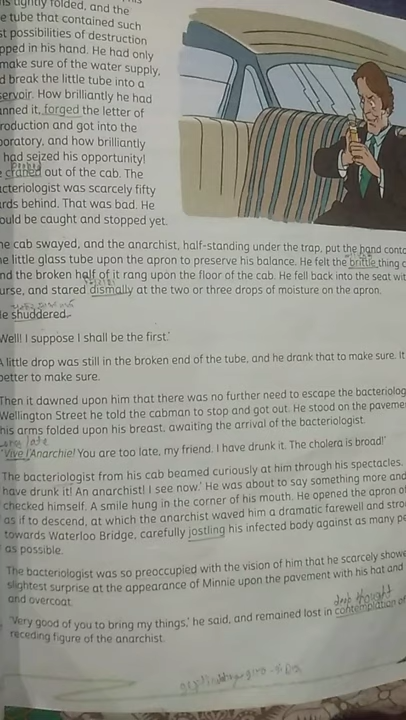 tightly folded, and the
e tube that contained such
st possibilities of destruction
pped in his hand. He had only
make sure of the water supply,
d break the little tube into a
servoir. How brilliantly he had
anned it, forged the letter of
roduction and got into the
boratory, and how brilliantly
had seized his opportunity!
craned out of the cab. The
acteriologist was scarcely fifty
rds behind. That was bad. He
ould be caught and stopped yet.
he cab swayed, and the anarchist, half-standing under the trap, put the hand conta
he little glass tube upon the apron to preserve his balance. He felt the brittle thing c
nd the broken half of it rang upon the floor of the cab. He fell back into the seat wit
urse, and stared dismally at the two or three drops of moisture on the apron.
He shuddered.
Well! I suppose I shall be the first.'
A little drop was still in the broken end of the tube, and he drank that to make sure. It
better to make sure.
Then it dawned upon him that there was no further need to escape the bacteriolog
Wellington Street he told the cabman to stop and got out. He stood on the paveme
his arms folded upon his breast, awaiting the arrival of the bacteriologist.
late
'Vive l'Anarchie! You are too late, my friend. I have drunk it. The cholera is broad!'
The bacteriologist from his cab beamed curiously at him through his spectacles.
have drunk it! An anarchist! I see now.' He was about to say something more and
checked himself. A smile hung in the corner of his mouth. He opened the apron of
as if to descend, at which the anarchist waved him a dramatic farewell and stro
towards Waterloo Bridge, carefully jostling his infected body against as many pe
as possible.
The bacteriologist was so preoccupied with the vision of him that he scarcely showe
slightest surprise at the appearance of Minnie upon the pavement with his hat and
and overcoat.
deep thought
'Very good of you to bring my things,' he said, and remained lost in contemplation of
receding figure of the anarchist.